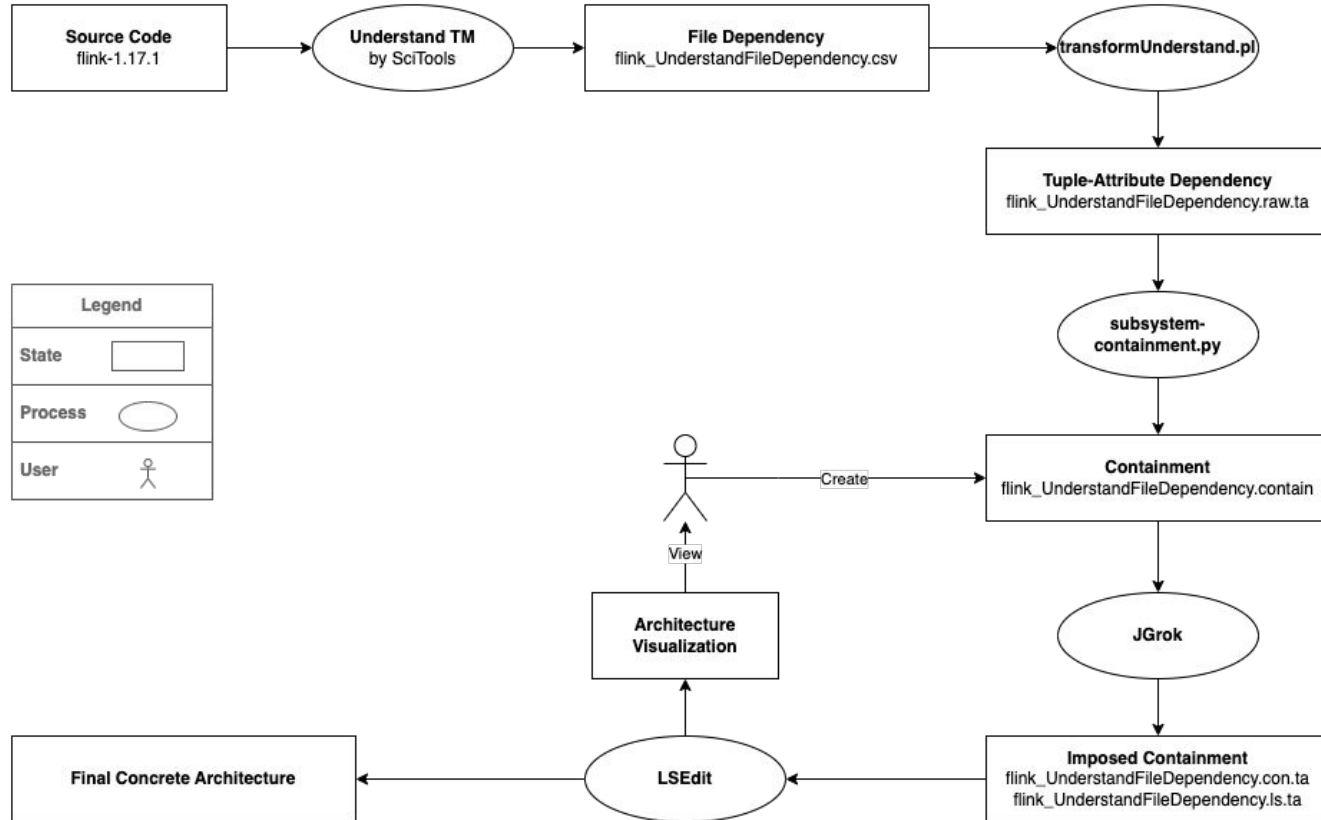 Source Code
flink-1.17.1
Understand TM
by SciTools
File Dependency
flink_UnderstandFileDependency.csv
transformUnderstand.pl
Tuple-Attribute Dependency
flink_UnderstandFileDependency.raw.ta
Legend
State
Process
User
subsystem-
containment.py
Create
Containment
flink_UnderstandFileDependency.contain
View
Architecture
Visualization
JGrok
Final Concrete Architecture
LSEdit
Imposed Containment
flink_UnderstandFileDependency.con.ta
flink_UnderstandFileDependency.ls.ta